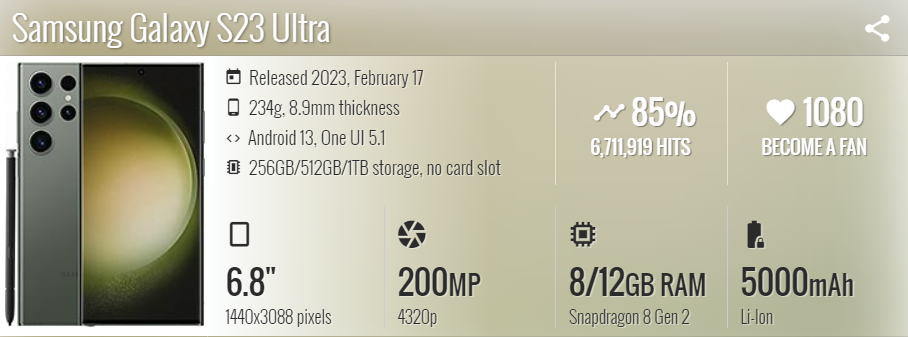 Samsung Galaxy S23 Ultra
Released 2023, February 17
234g, 8.9mm thickness
Android 13, One UI 5.1
256GB/512GB/1TB storage, no card slot
85%
6,711,919 HITS
1080
BECOME A FAN
6.8"
1440x3088 pixels
200MP
4320p
8/12GB RAM
Snapdragon 8 Gen 2
5000mAh
Li-Ion